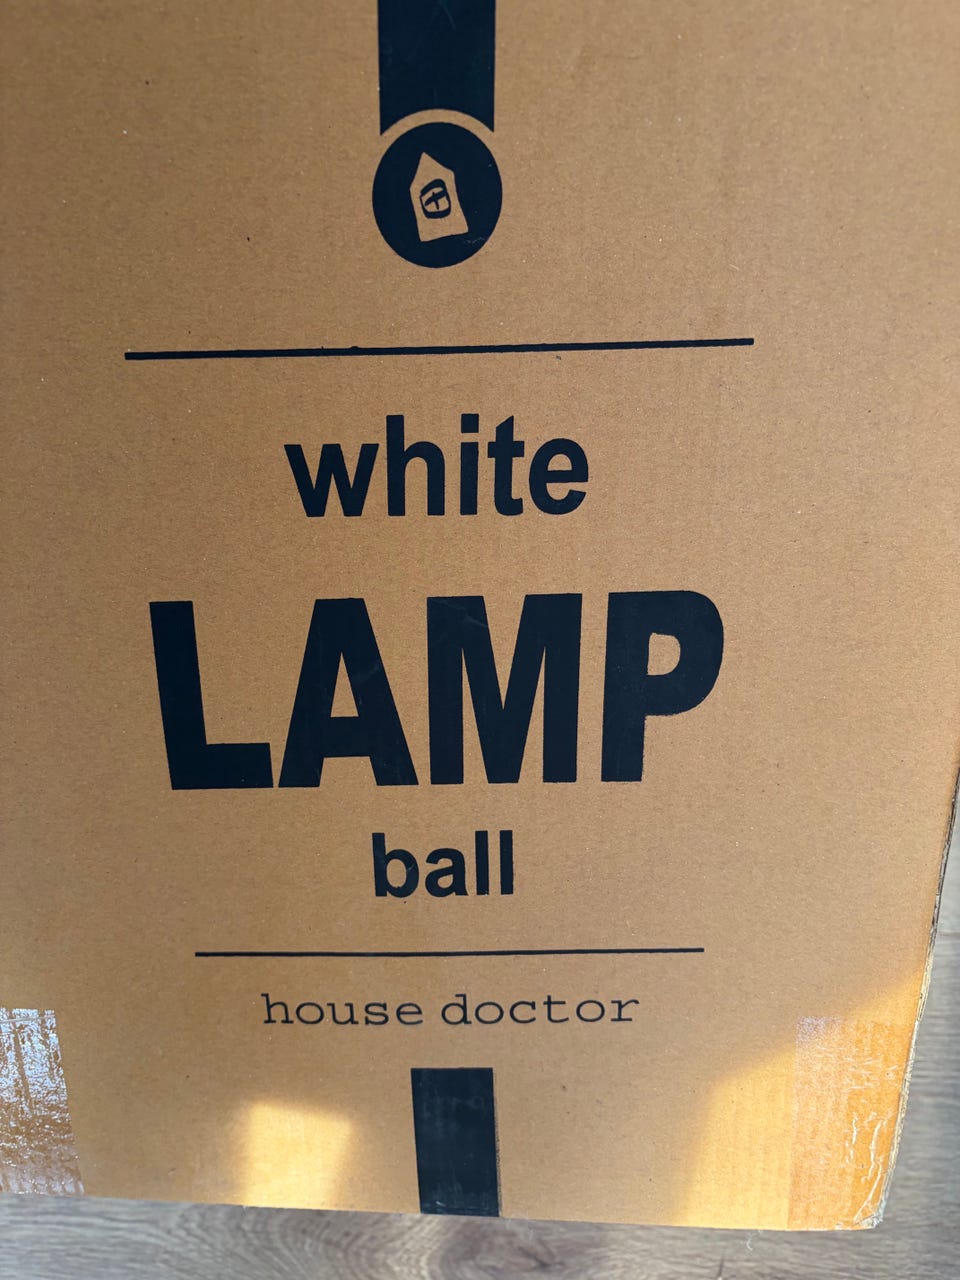 white
LAMP
ball
house doctor